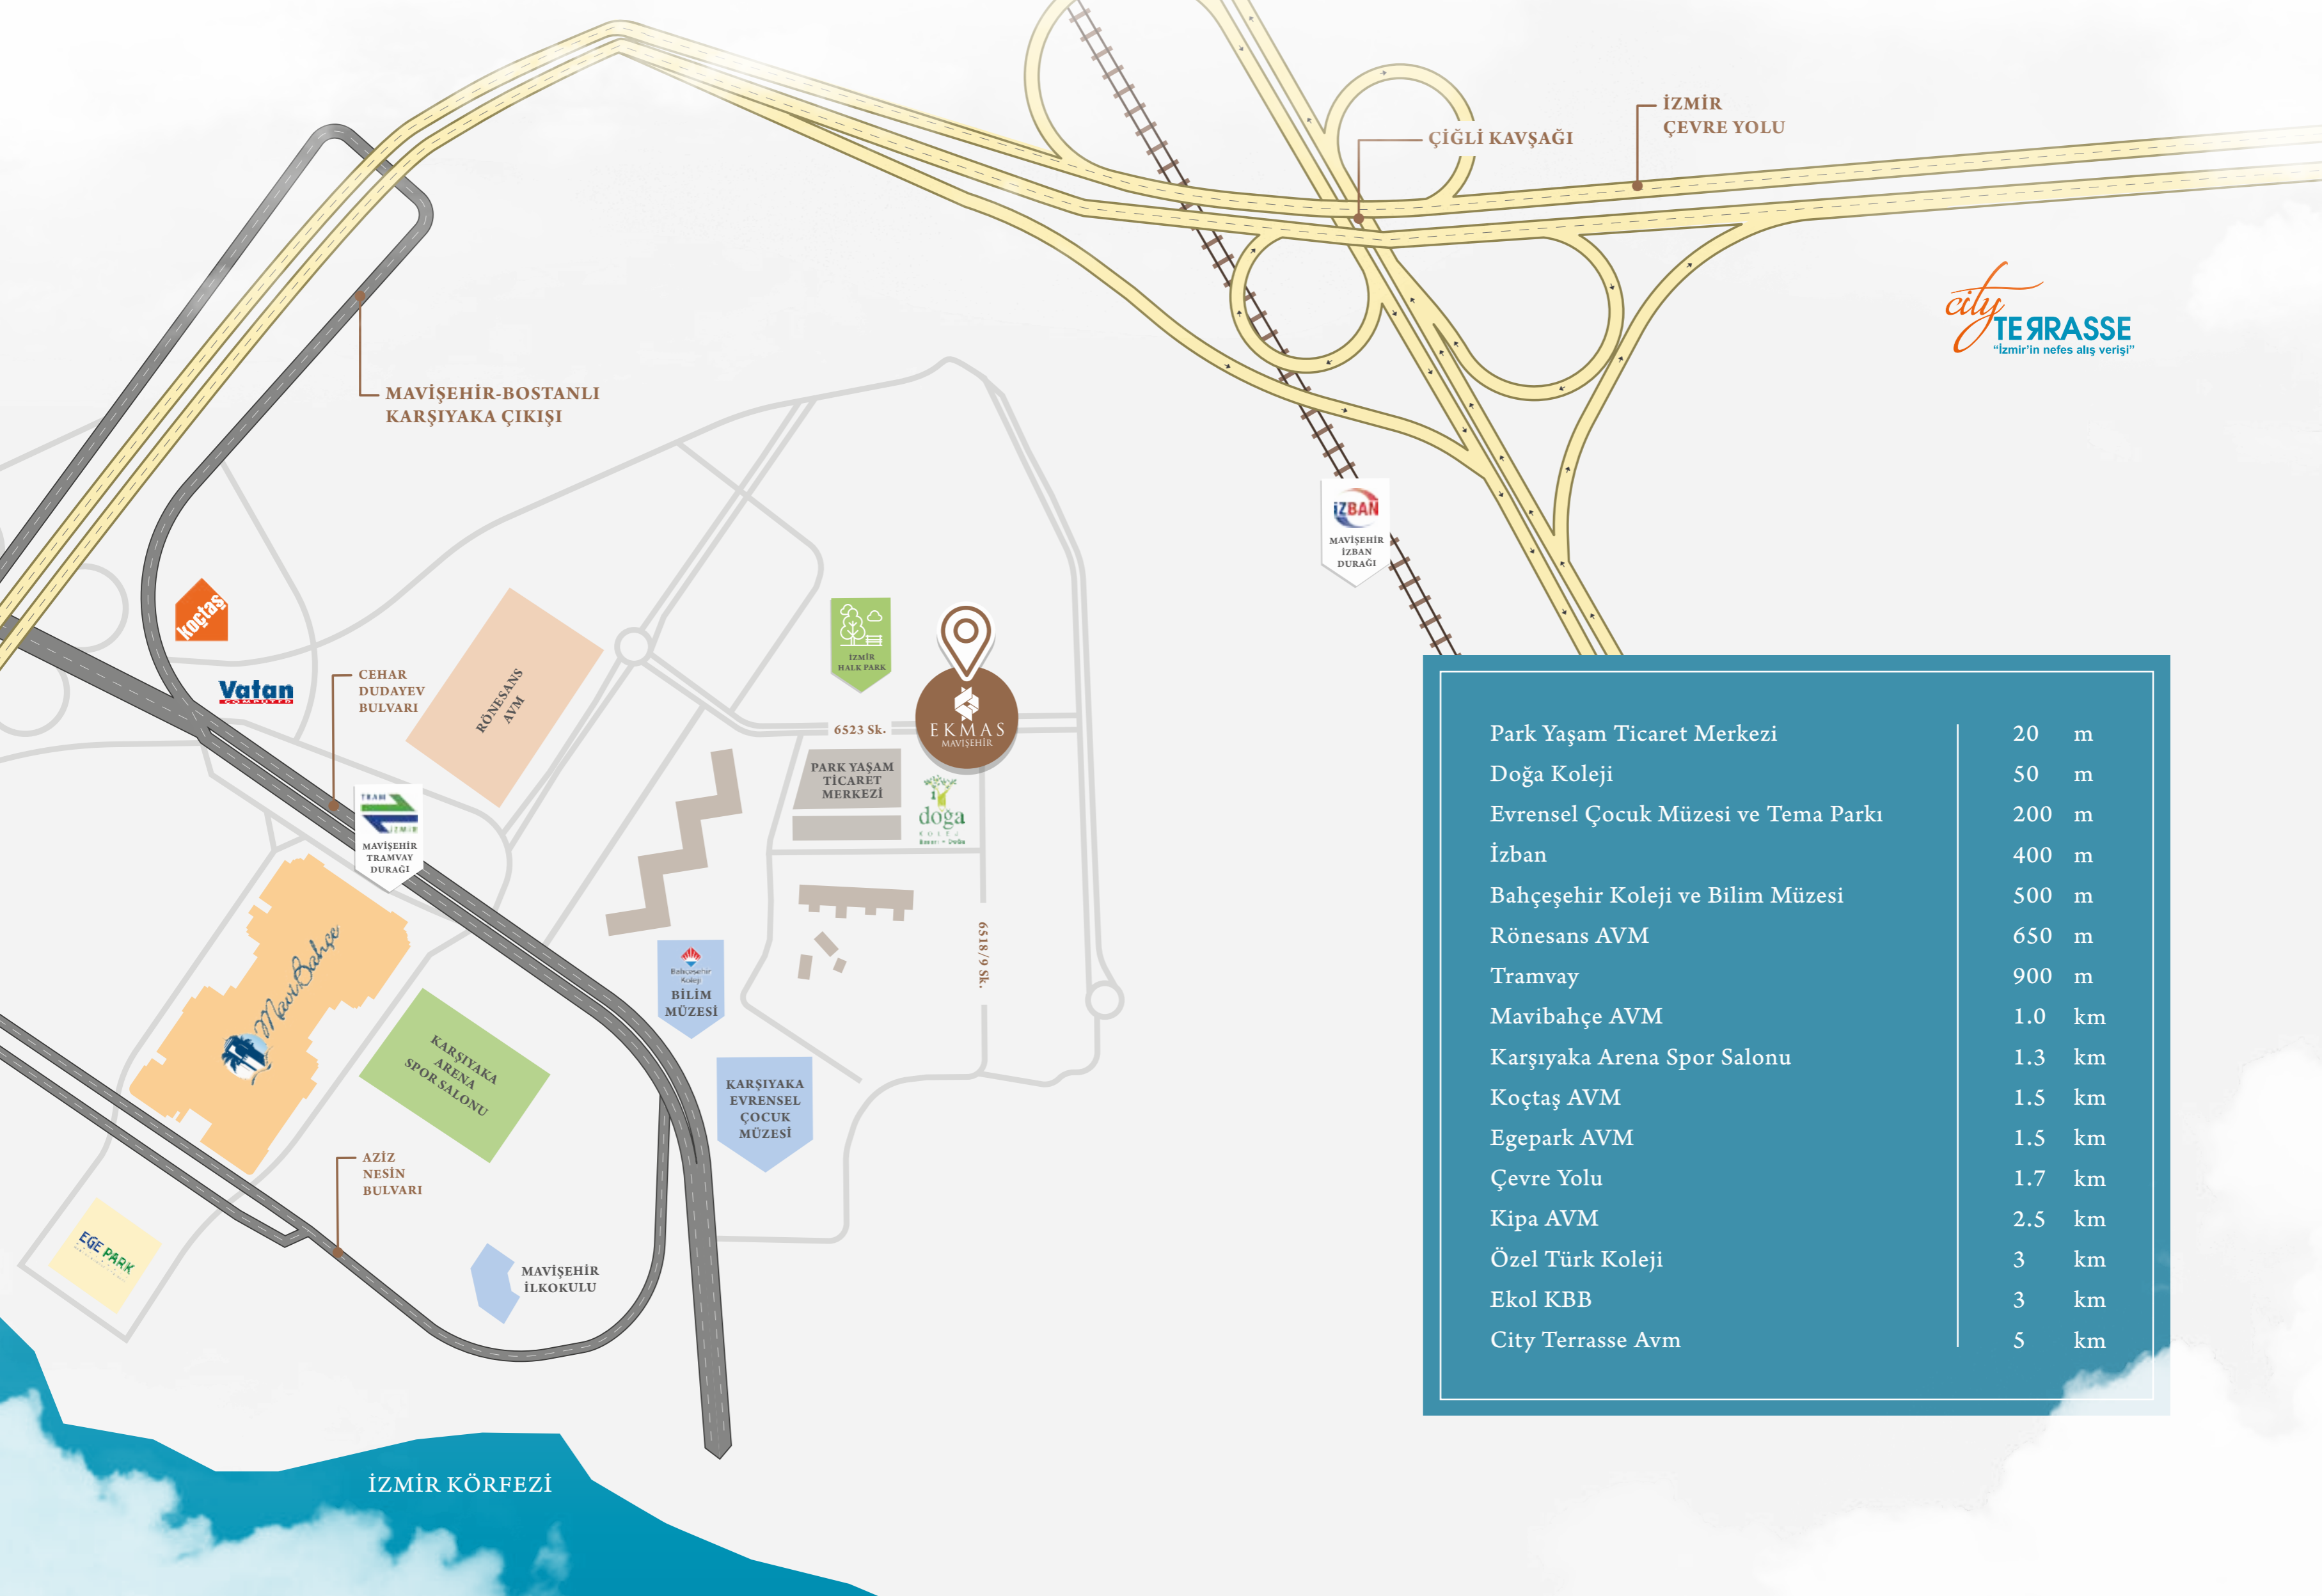 İZMİR
ÇEVRE YOLU
ÇİĞLİ KAVŞAĞI
city
TERRASSE
“İzmir’in nefes alış verişi”
MAVİŞEHİR-BOSTANLI
KARŞIYAKA ÇIKIŞI
İZBAN
MAVİŞEHİR
İZBAN
DURAĞI
koçtaş
Vatan
COMPUTER
CEHAR
DUDAYEV
BULVARI
RÖNESANS
AVM
İZMİR
HALK PARK
EKMAS
MAVİŞEHİR
6523 Sk.
PARK YAŞAM
TİCARET
MERKEZİ
doğa
KOLEJİ
TRAM
İZMİR
MAVİŞEHİR
TRAMVAY
DURAĞI
MaviBahçe
6518/9 Sk.
Bahçeşehir
Koleji
BİLİM
MÜZESİ
KARŞIYAKA
ARENA
SPOR SALONU
KARŞIYAKA
EVRENSEL
ÇOCUK
MÜZESİ
AZİZ
NESİN
BULVARI
EGE PARK
MAVİŞEHİR
İLKOKULU
İZMİR KÖRFEZİ
Park Yaşam Ticaret Merkezi 20 m
Doğa Koleji 50 m
Evrensel Çocuk Müzesi ve Tema Parkı 200 m
İzban 400 m
Bahçeşehir Koleji ve Bilim Müzesi 500 m
Rönesans AVM 650 m
Tramvay 900 m
Mavibahçe AVM 1.0 km
Karşıyaka Arena Spor Salonu 1.3 km
Koçtaş AVM 1.5 km
Egepark AVM 1.5 km
Çevre Yolu 1.7 km
Kipa AVM 2.5 km
Özel Türk Koleji 3 km
Ekol KBB 3 km
City Terrasse Avm 5 km